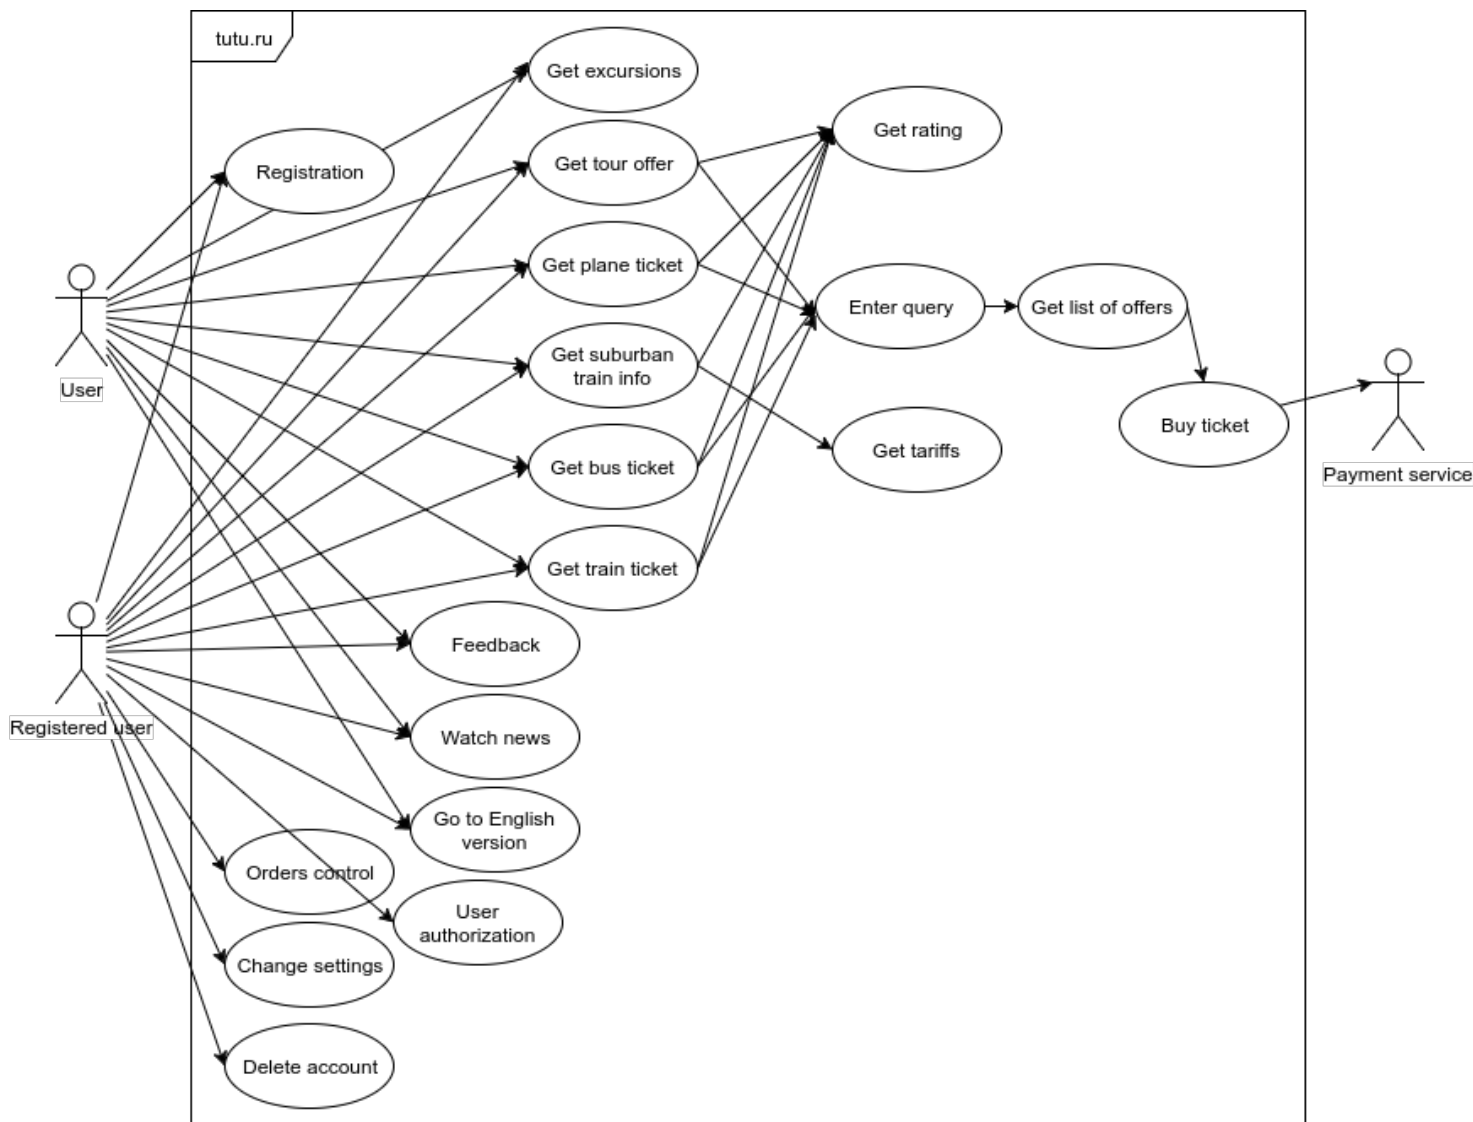 tutu.ru
Get excursions
Get rating
Registration
Get tour offer
Get plane ticket
Enter query
Get list of offers
Get suburban
train info
User
Buy ticket
Get bus ticket
Get tariffs
Payment service
Get train ticket
Feedback
Registered user
Watch news
Go to English
version
Orders control
User
authorization
Change settings
Delete account